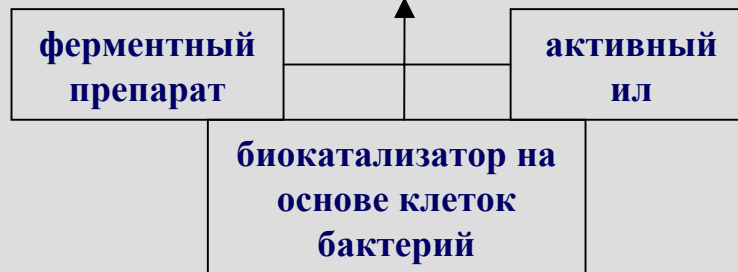 ферментный
препарат
активный
ил
биокатализатор на
основе клеток
бактерий